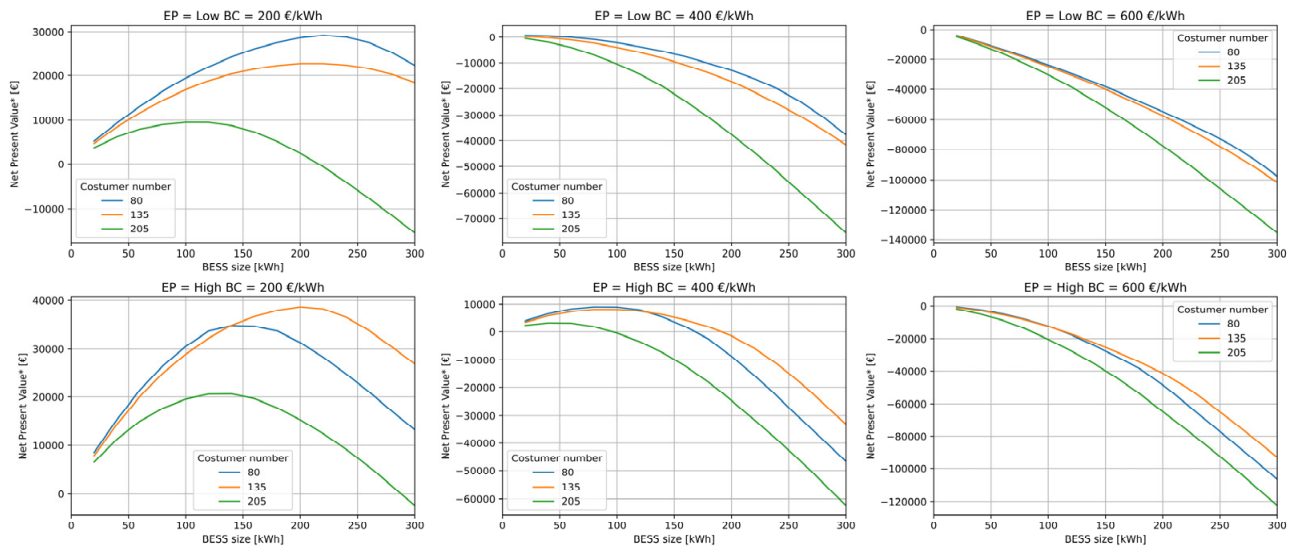 EP = Low BC = 200 €/kWh
Net Present Value* [€]
30000
20000
10000
0
−10000
Costumer number
80
135
205
0 50 100 150 200 250 300
BESS size [kWh]
EP = Low BC = 400 €/kWh
Net Present Value* [€]
0
−10000
−20000
−30000
−40000
−50000
−60000
−70000
Costumer number
80
135
205
0 50 100 150 200 250 300
BESS size [kWh]
EP = Low BC = 600 €/kWh
Net Present Value* [€]
0
−20000
−40000
−60000
−80000
−100000
−120000
−140000
Costumer number
80
135
205
0 50 100 150 200 250 300
BESS size [kWh]
EP = High BC = 200 €/kWh
Net Present Value* [€]
40000
30000
20000
10000
0
Costumer number
80
135
205
0 50 100 150 200 250 300
BESS size [kWh]
EP = High BC = 400 €/kWh
Net Present Value* [€]
10000
0
−10000
−20000
−30000
−40000
−50000
−60000
Costumer number
80
135
205
0 50 100 150 200 250 300
BESS size [kWh]
EP = High BC = 600 €/kWh
Net Present Value* [€]
0
−20000
−40000
−60000
−80000
−100000
−120000
Costumer number
80
135
205
0 50 100 150 200 250 300
BESS size [kWh]